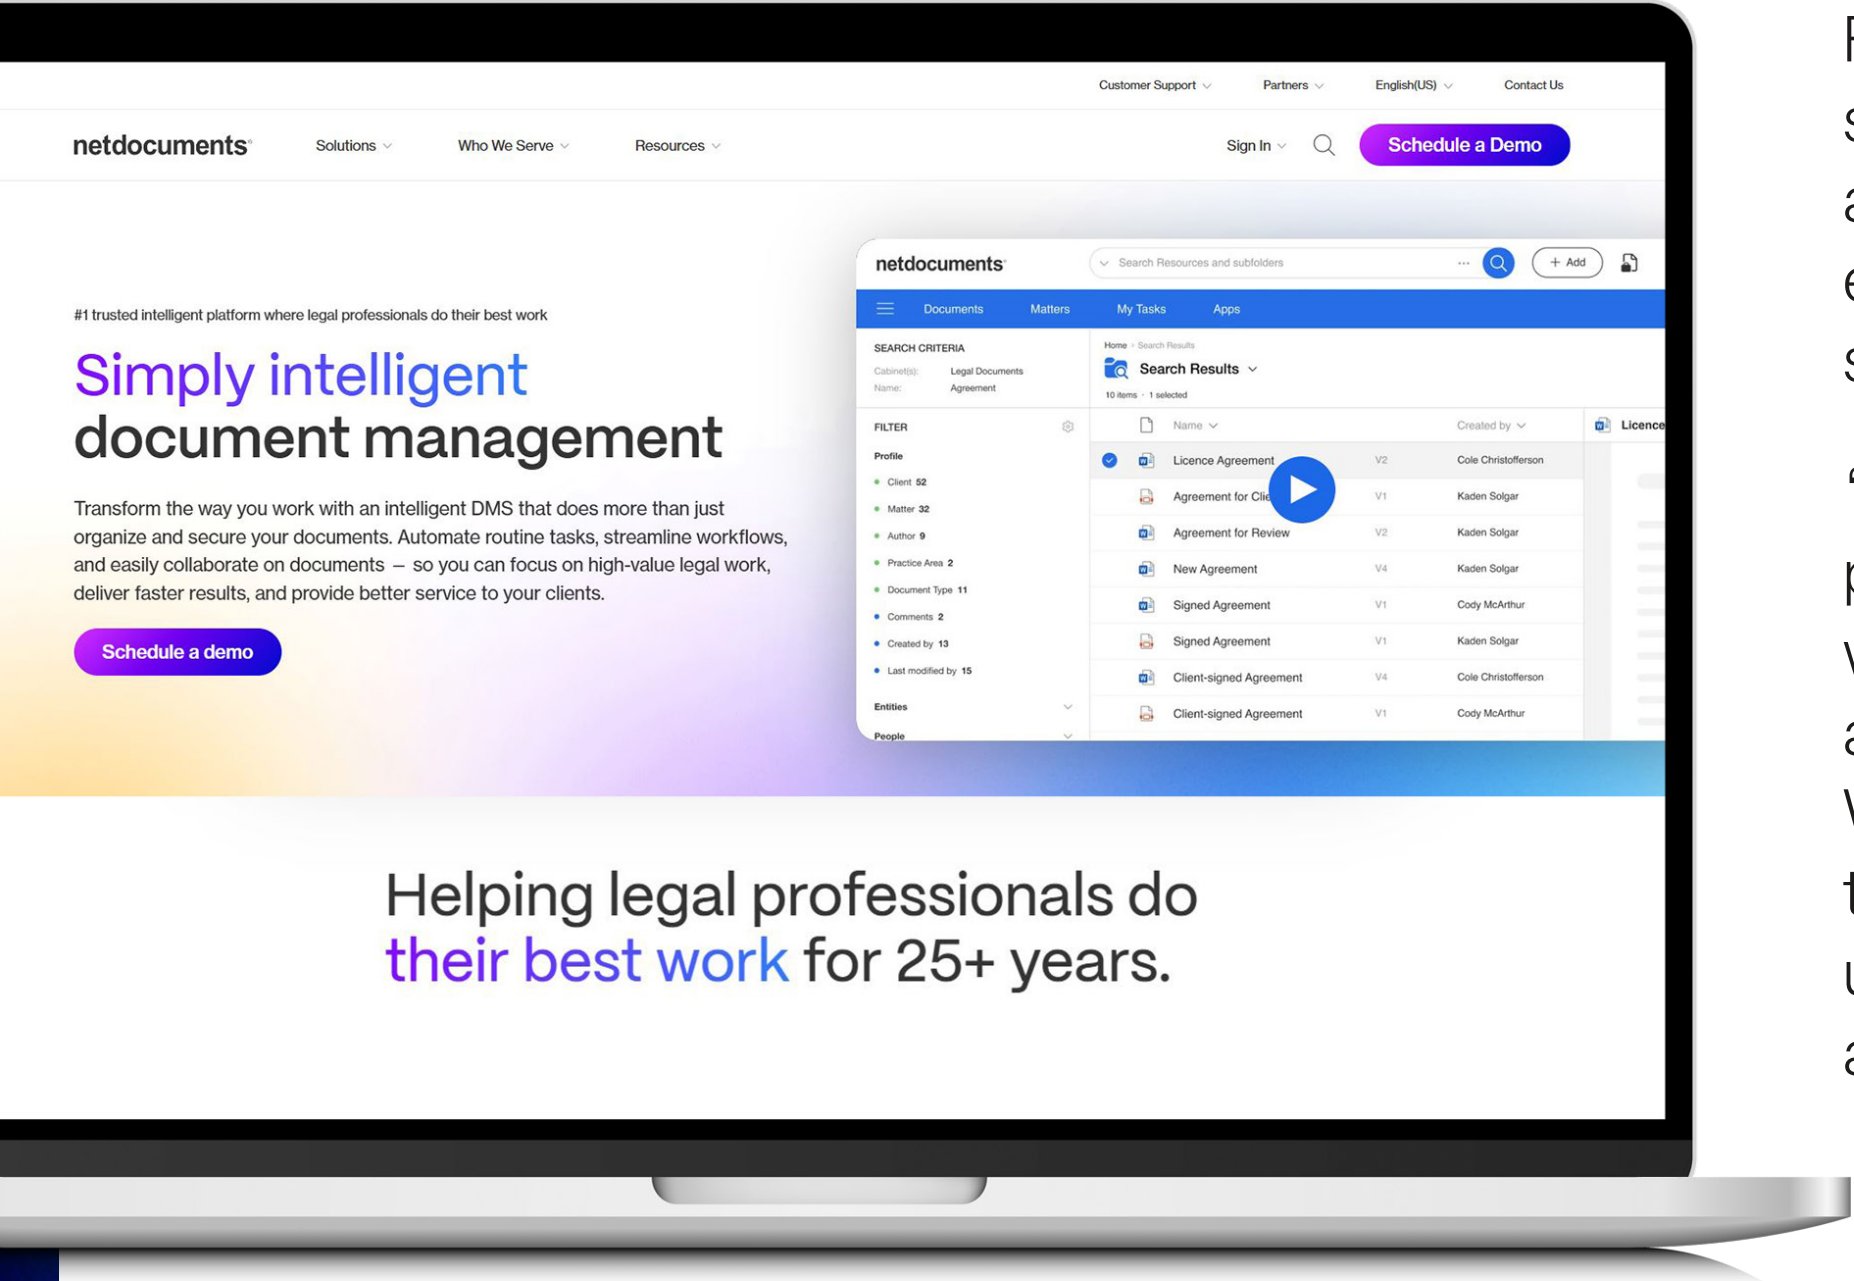 Customer Support Partners English(US) Contact Us
netdocuments Solutions Who We Serve Resources Sign In Schedule a Demo
#1 trusted intelligent platform where legal professionals do their best work
Simply intelligent
document management
Transform the way you work with an intelligent DMS that does more than just
organize and secure your documents. Automate routine tasks, streamline workflows,
and easily collaborate on documents – so you can focus on high-value legal work,
deliver faster results, and provide better service to your clients.
Schedule a demo
netdocuments Search Resources and subfolders ... + Add
Documents Matters My Tasks Apps
SEARCH CRITERIA
Cabinet(s): Legal Documents
Name: Agreement
FILTER
Profile
Client 52
Matter 32
Author 9
Practice Area 2
Document Type 11
Comments 2
Created by 13
Last modified by 15
Entities
People
Home > Search Results
Search Results
10 items · 1 selected
Name Created by
Licence Agreement V2 Cole Christofferson
Agreement for V1 Kaden Solgar
Agreement for Review V2 Kaden Solgar
New Agreement V4 Kaden Solgar
Signed Agreement V1 Cody McArthur
Signed Agreement V1 Kaden Solgar
Client-signed Agreement V4 Cole Christofferson
Client-signed Agreement V1 Cody McArthur
Licence
Helping legal professionals do
their best work for 25+ years.